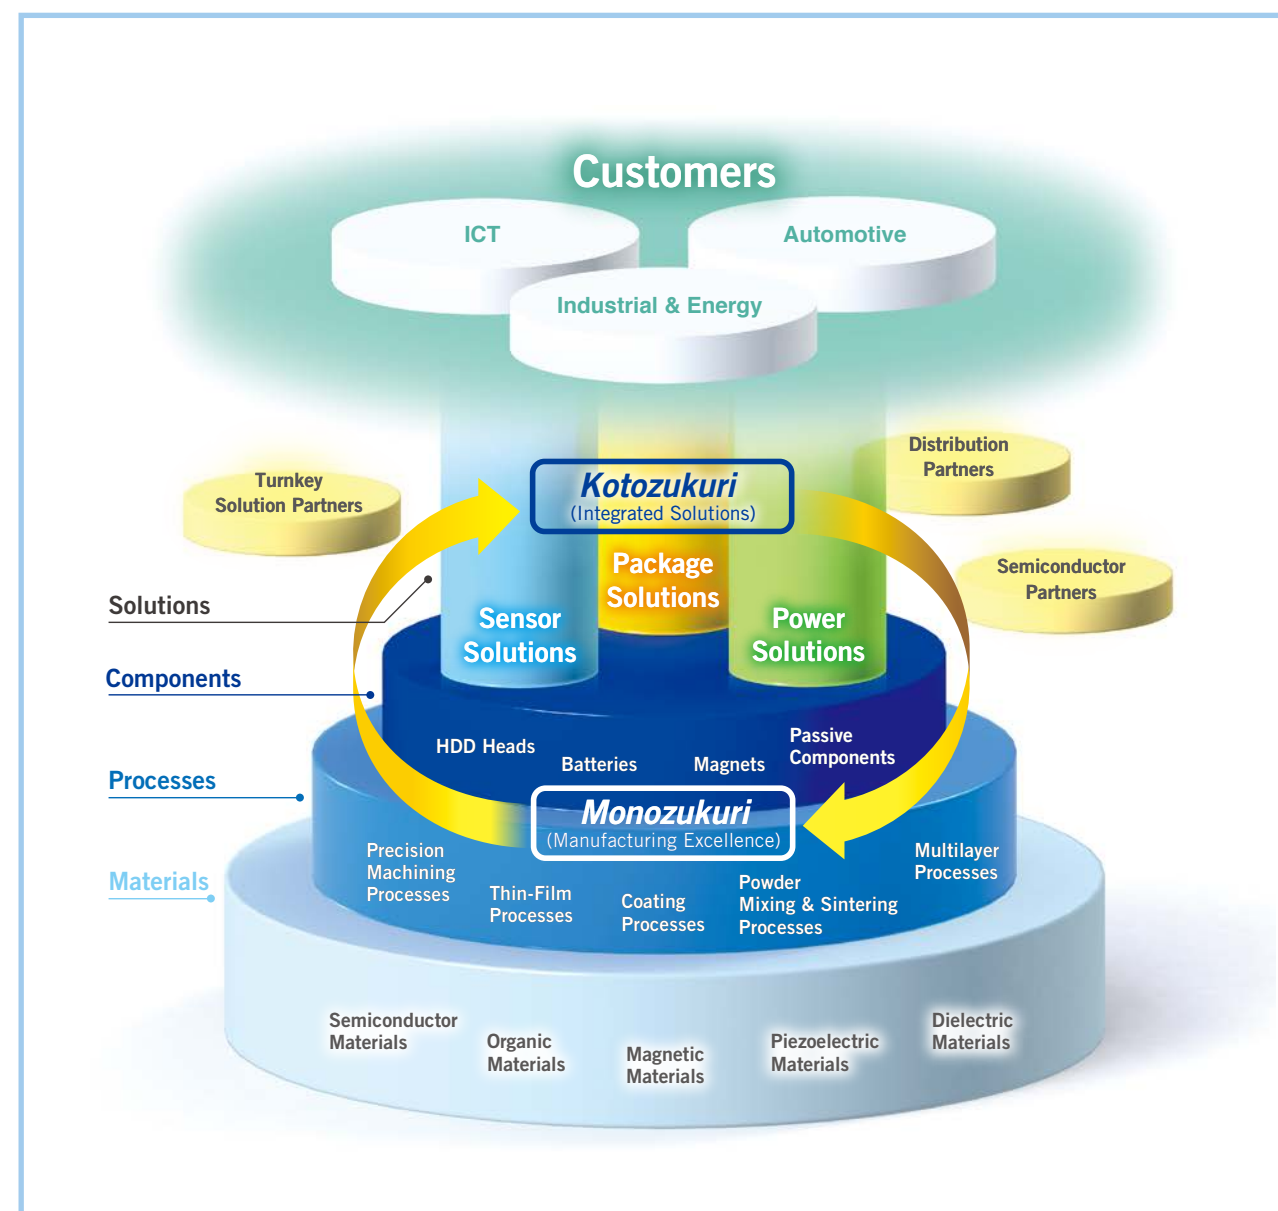 Customers
ICT
Automotive
Industrial & Energy
Distribution
Partners
Turnkey
Solution Partners
Kotozukuri
(Integrated Solutions)
Semiconductor
Partners
Package
Solutions
Solutions
Sensor
Solutions
Power
Solutions
Components
HDD Heads
Batteries
Magnets
Passive
Components
Processes
Monozukuri
(Manufacturing Excellence)
Precision
Machining
Processes
Thin-Film
Processes
Coating
Processes
Powder
Mixing & Sintering
Processes
Multilayer
Processes
Materials
Semiconductor
Materials
Organic
Materials
Magnetic
Materials
Piezoelectric
Materials
Dielectric
Materials